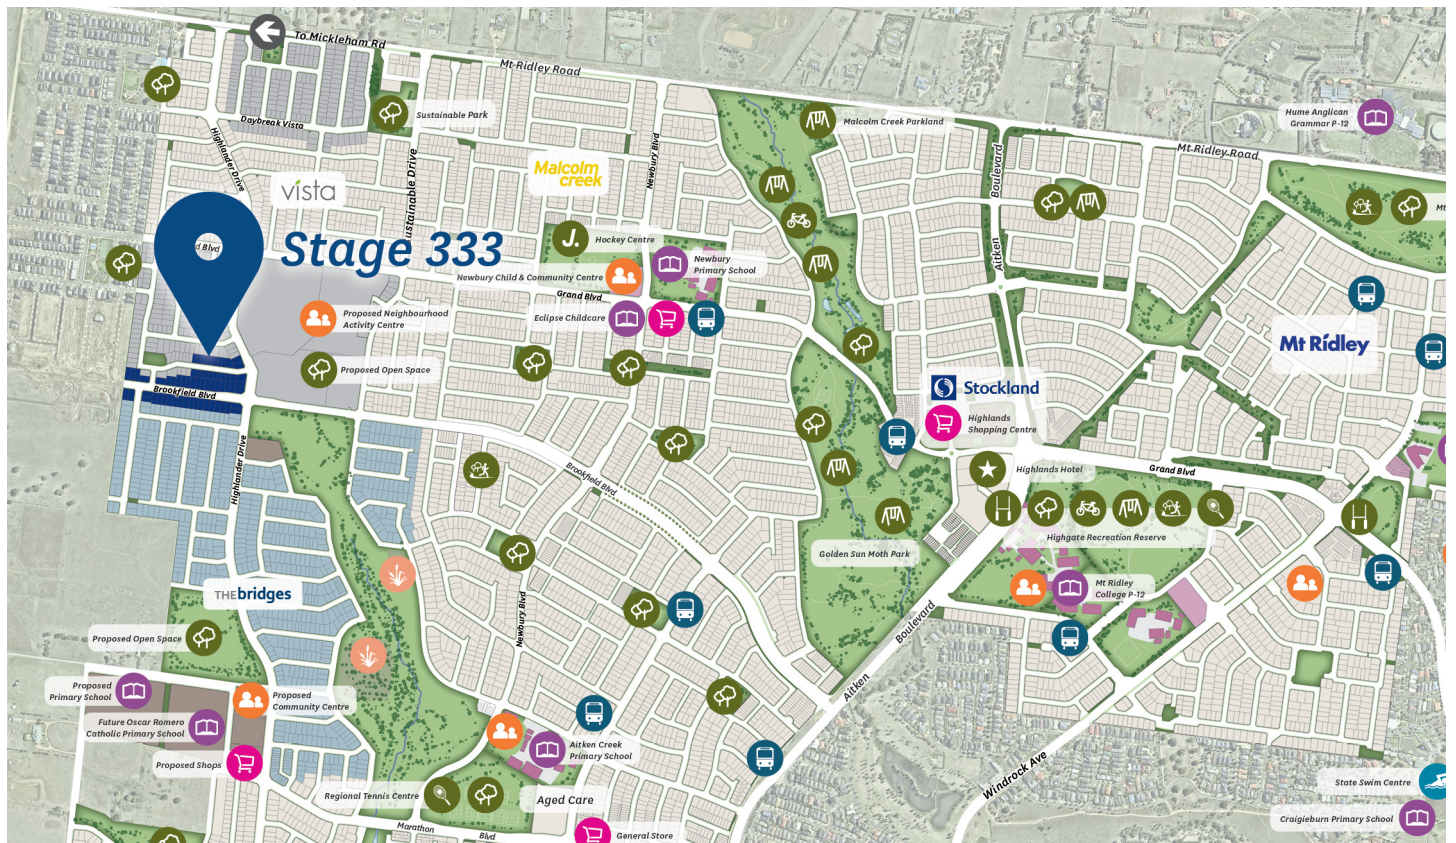 To Mickleham Rd
Mt Ridley Road
Sustainable Park
Daybreak Vista
Highlander Drive
Malcolm Creek Parkland
Hume Anglican
Grammar P-12
Mt Ridley Road
Newbury Blvd
Boulevard
Malcolm
creek
vista
ustainable Drive
Mt
d Blvd
Stage 333
Hockey Centre
J.
Newbury
Primary School
Newbury Child & Community Centre
Aitken
Grand Blvd
Eclipse Childcare
Proposed Neighbourhood
Activity Centre
Mt Ridley
Proposed Open Space
Stockland
Brookfield Blvd
Highlands
Shopping Centre
Highlander Drive
Brookfield Blvd
Highlands Hotel
Grand Blvd
Highgate Recreation Reserve
Golden Sun Moth Park
Mt Ridley
College P-12
THEbridges
Newbury Blvd
Boulevard
Proposed Open Space
Aitken
Proposed
Primary School
Proposed
Community Centre
Future Oscar Romero
Catholic Primary School
Aitken Creek
Primary School
Proposed Shops
Windrock Ave
State Swim Centre
Regional Tennis Centre
Aged Care
Craigieburn Primary School
Marathon
Blvd
General Store